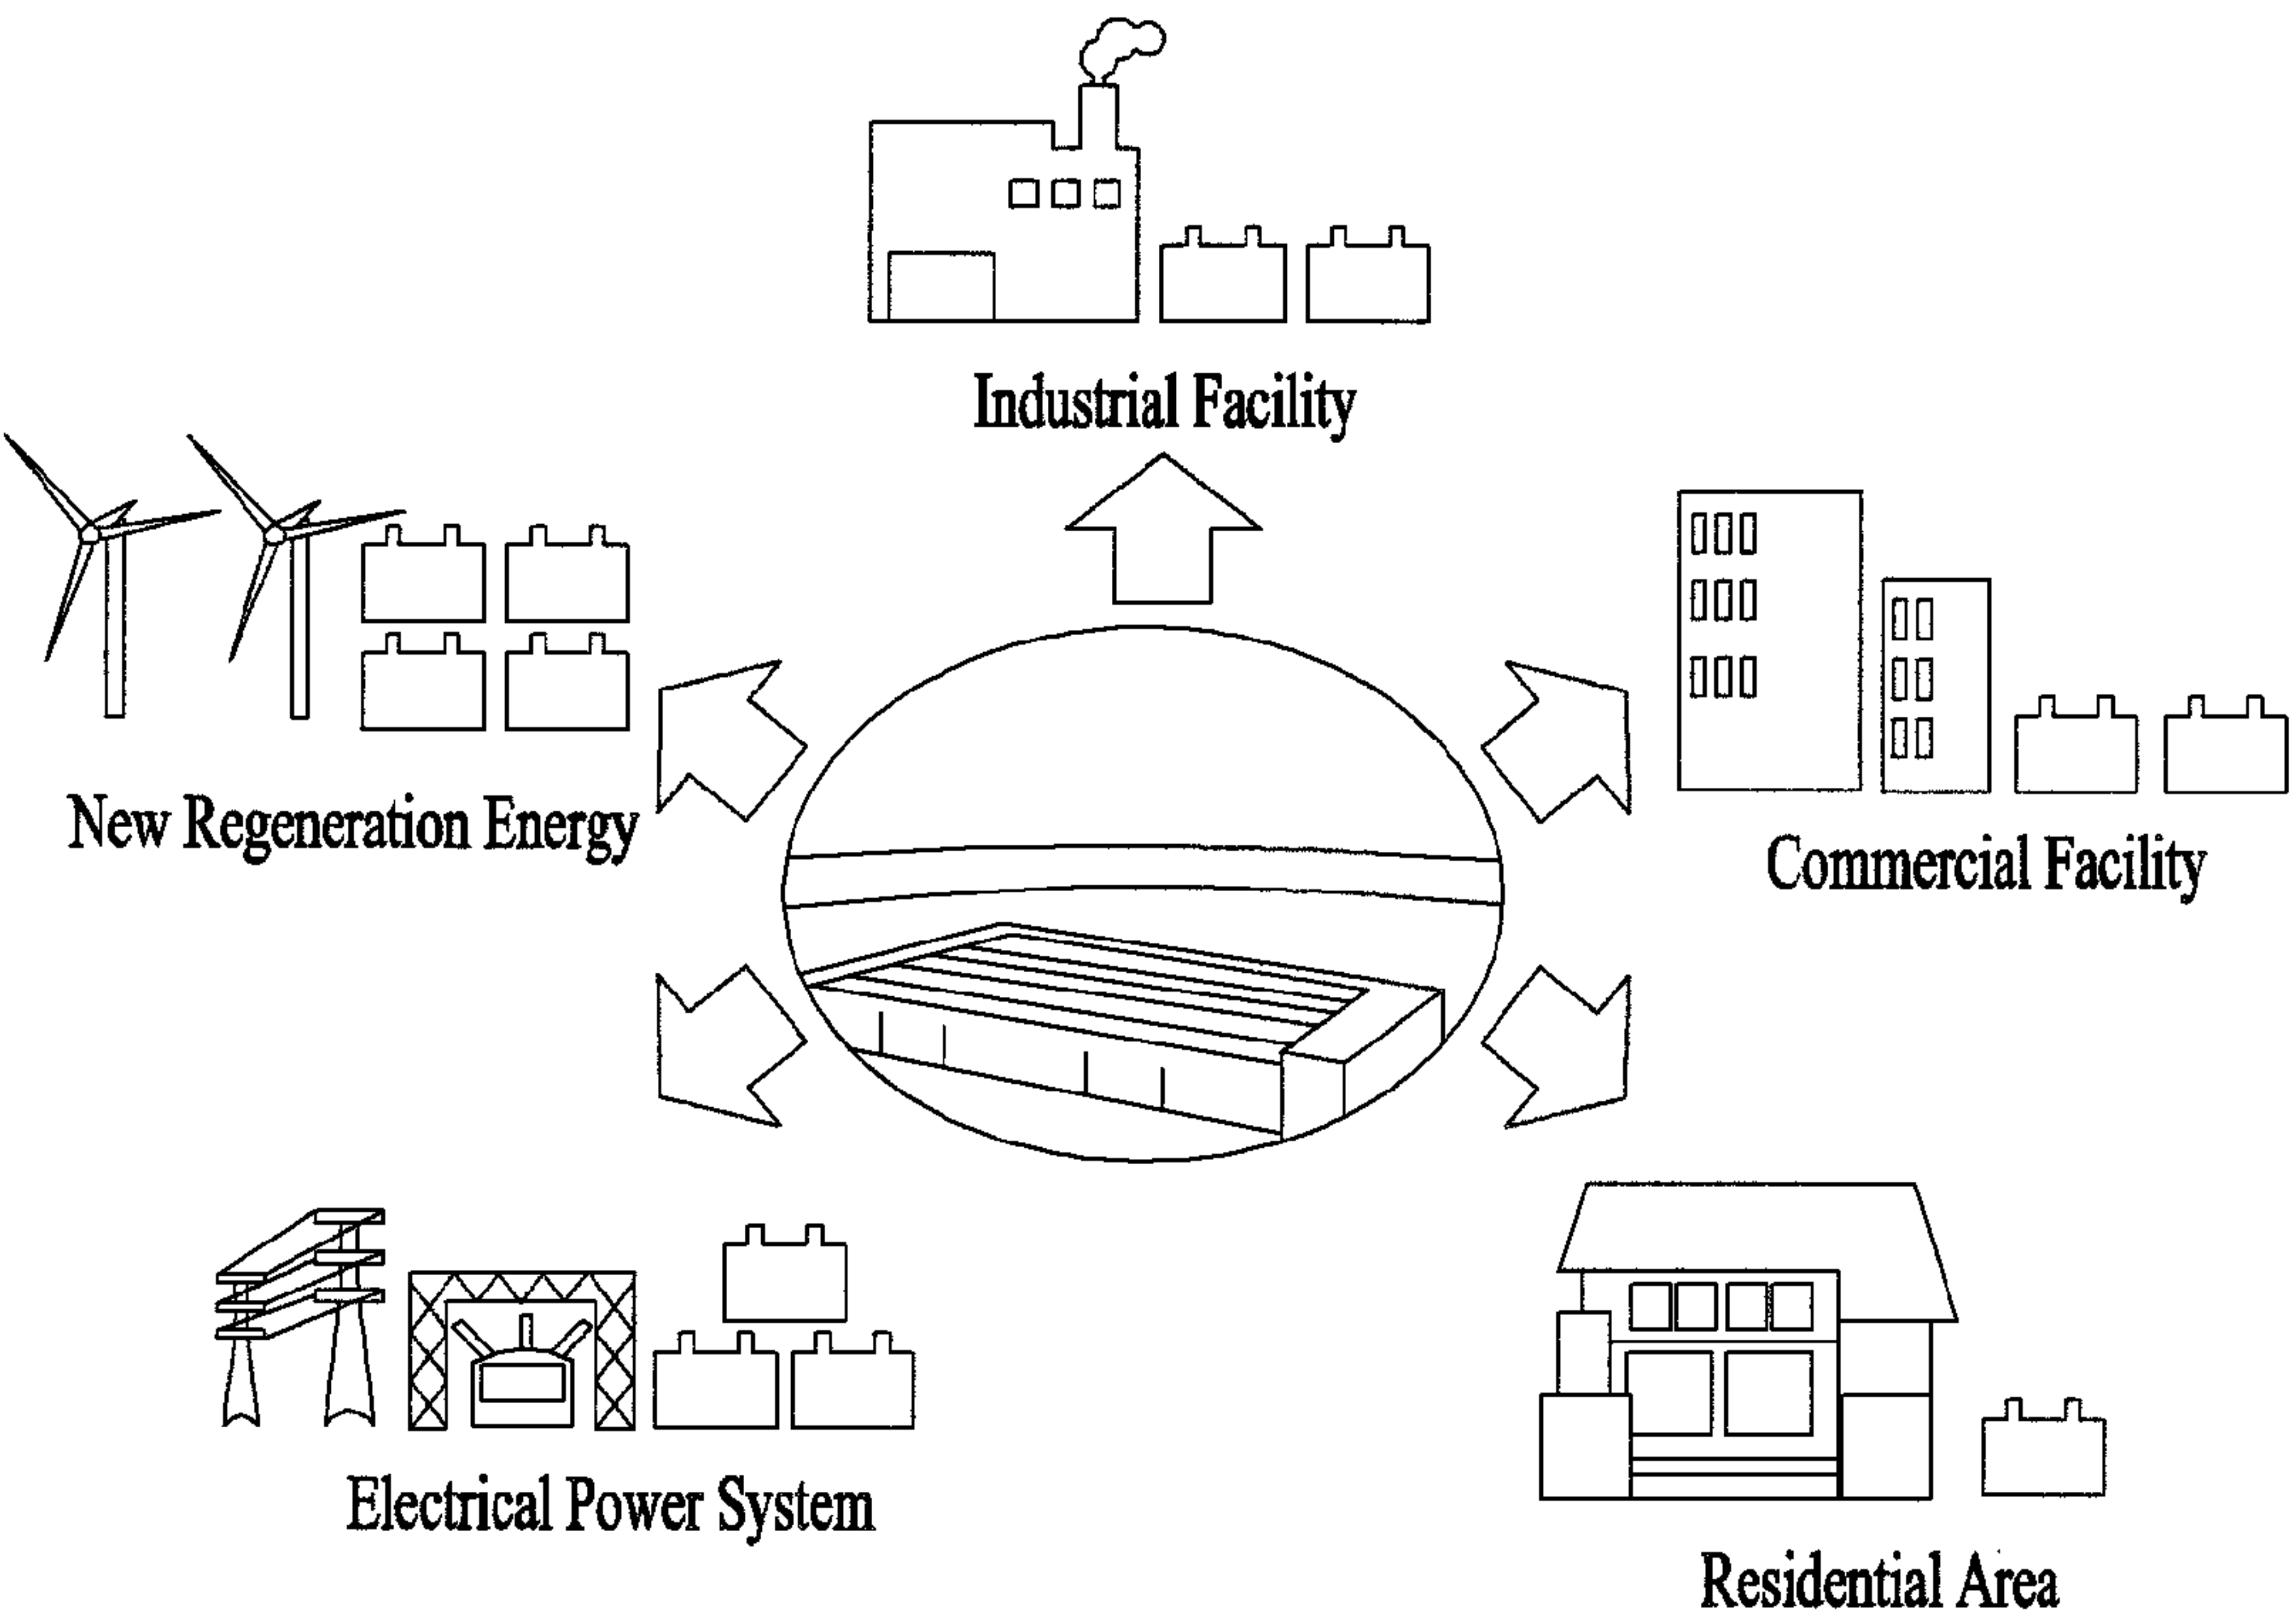 Industrial Facility
New Regeneration Energy
Commercial Facility
Electrical Power System
Residential Area